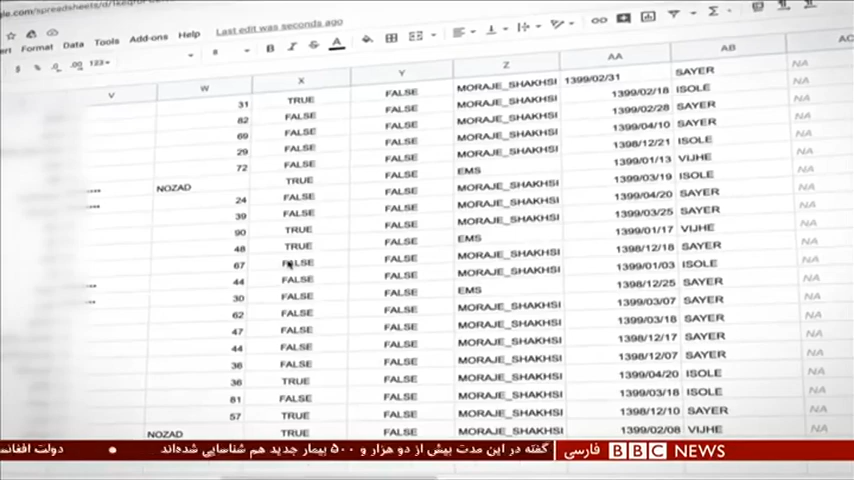 gle.com/spreadsheets/d/1keqf
ert Format Data Tools Add-ons Help Last edit was seconds ago
$ % .0 .00 123 8 B I S A
V W X Y Z AA AB AC
31 TRUE FALSE MORAJE_SHAKHSI 1399/02/31 SAYER NA
82 FALSE FALSE MORAJE_SHAKHSI 1399/02/18 ISOLE NA
69 FALSE FALSE MORAJE_SHAKHSI 1399/02/28 SAYER NA
29 FALSE FALSE MORAJE_SHAKHSI 1399/04/10 SAYER NA
72 FALSE FALSE MORAJE_SHAKHSI 1398/12/21 ISOLE NA
NOZAD TRUE FALSE EMS 1399/01/13 VIJHE NA
24 FALSE FALSE MORAJE_SHAKHSI 1399/03/19 ISOLE NA
39 FALSE FALSE MORAJE_SHAKHSI 1399/04/20 SAYER NA
90 TRUE FALSE MORAJE_SHAKHSI 1399/03/25 SAYER NA
48 TRUE FALSE EMS 1399/01/17 VIJHE NA
67 FALSE FALSE MORAJE_SHAKHSI 1398/12/18 SAYER NA
44 FALSE FALSE MORAJE_SHAKHSI 1399/01/03 ISOLE NA
30 FALSE FALSE EMS 1398/12/25 SAYER NA
62 FALSE FALSE MORAJE_SHAKHSI 1399/03/07 SAYER NA
47 FALSE FALSE MORAJE_SHAKHSI 1399/03/18 SAYER NA
44 FALSE FALSE MORAJE_SHAKHSI 1398/12/17 SAYER NA
36 FALSE FALSE MORAJE_SHAKHSI 1398/12/07 SAYER NA
36 TRUE FALSE MORAJE_SHAKHSI 1399/04/20 ISOLE NA
81 FALSE FALSE MORAJE_SHAKHSI 1399/03/18 ISOLE NA
57 TRUE FALSE MORAJE_SHAKHSI 1398/12/10 SAYER NA
NOZAD TRUE FALSE MORAJE_SHAKHSI 1399/02/08 VIJHE NA
BBC NEWS فارسی
گفته در این مدت بیش از دو هزار و ۵۰۰ بیمار جدید هم شناسایی شده‌اند • دولت افغانس